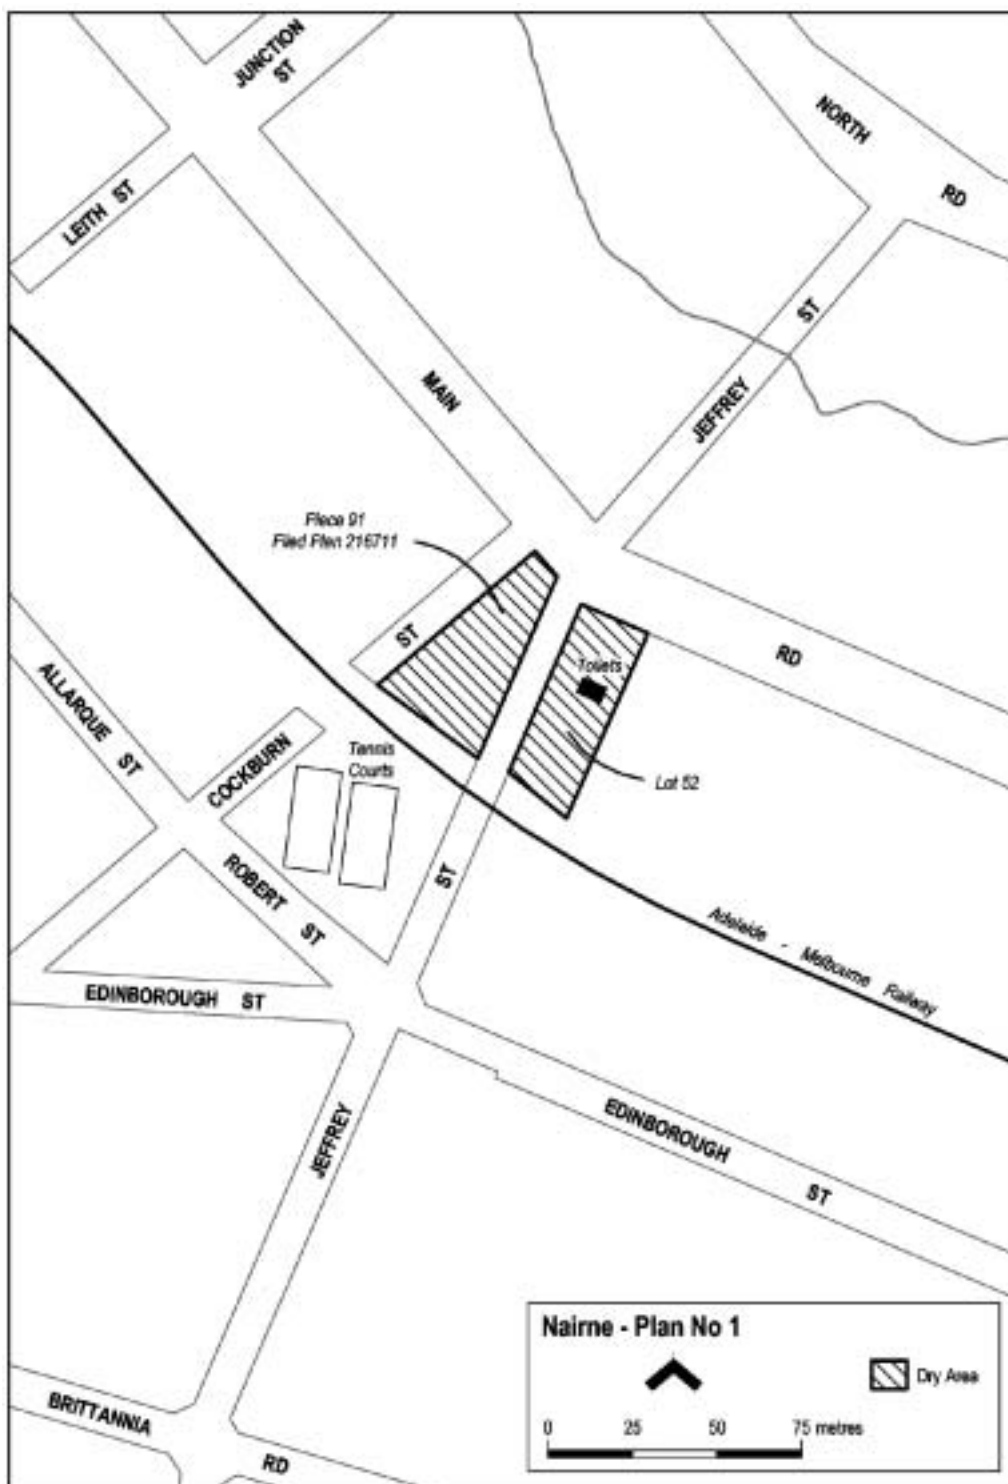 JUNCTION
ST
NORTH
RD
LEITH ST
ST
MAIN
JEFFREY
Piece 91
Filed Plan 216711
ST
RD
Toilets
ALLARQUE ST
COCKBURN
Tennis
Courts
Lot 52
ROBERT ST
ST
Adelaide - Melbourne Railway
EDINBOROUGH ST
JEFFREY
EDINBOROUGH
ST
Nairne - Plan No 1
Dry Area
0 25 50 75 metres
BRITTANNIA
RD